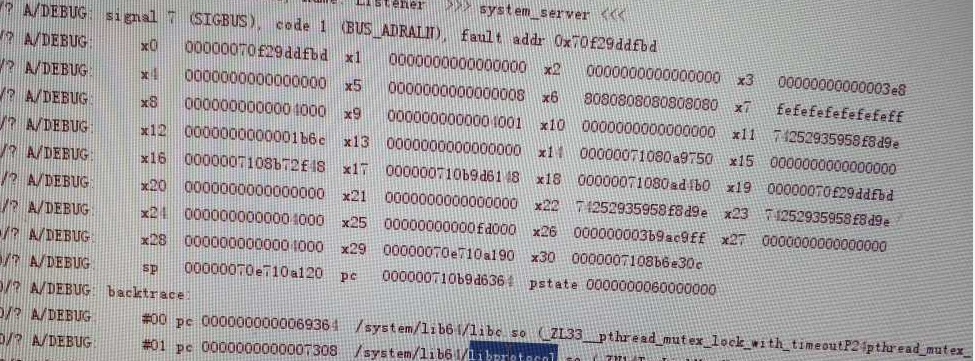 Listener >>> system_server <<<
/? A/DEBUG: signal 7 (SIGBUS), code 1 (BUS_ADRALN), fault addr 0x70f29ddfbd
/? A/DEBUG: x0 00000070f29ddfbd x1 0000000000000000 x2 0000000000000000 x3 00000000000003e8
/? A/DEBUG: x4 0000000000000000 x5 0000000000000008 x6 8080808080808080 x7 fefefefefefefeff
/? A/DEBUG: x8 0000000000004000 x9 0000000000004001 x10 0000000000000000 x11 74252935958f8d9e
/? A/DEBUG: x12 0000000000001b6c x13 0000000000000000 x14 00000071080a9750 x15 0000000000000000
/? A/DEBUG: x16 0000007108b72f48 x17 000000710b9d6148 x18 00000071080ad4b0 x19 00000070f29ddfbd
/? A/DEBUG: x20 0000000000000000 x21 0000000000000000 x22 74252935958f8d9e x23 74252935958f8d9e
/? A/DEBUG: x24 0000000000004000 x25 00000000000fd000 x26 000000003b9ac9ff x27 0000000000000000
/? A/DEBUG: x28 0000000000004000 x29 00000070e710a190 x30 0000007108b6e30c
/? A/DEBUG: sp 00000070e710a120 pc 000000710b9d6364 pstate 0000000060000000
/? A/DEBUG: backtrace:
/? A/DEBUG: #00 pc 0000000000069364 /system/lib64/libc.so (_ZL33__pthread_mutex_lock_with_timeoutP24pthread_mutex_
/? A/DEBUG: #01 pc 0000000000007308 /system/lib64/libprotocol.so